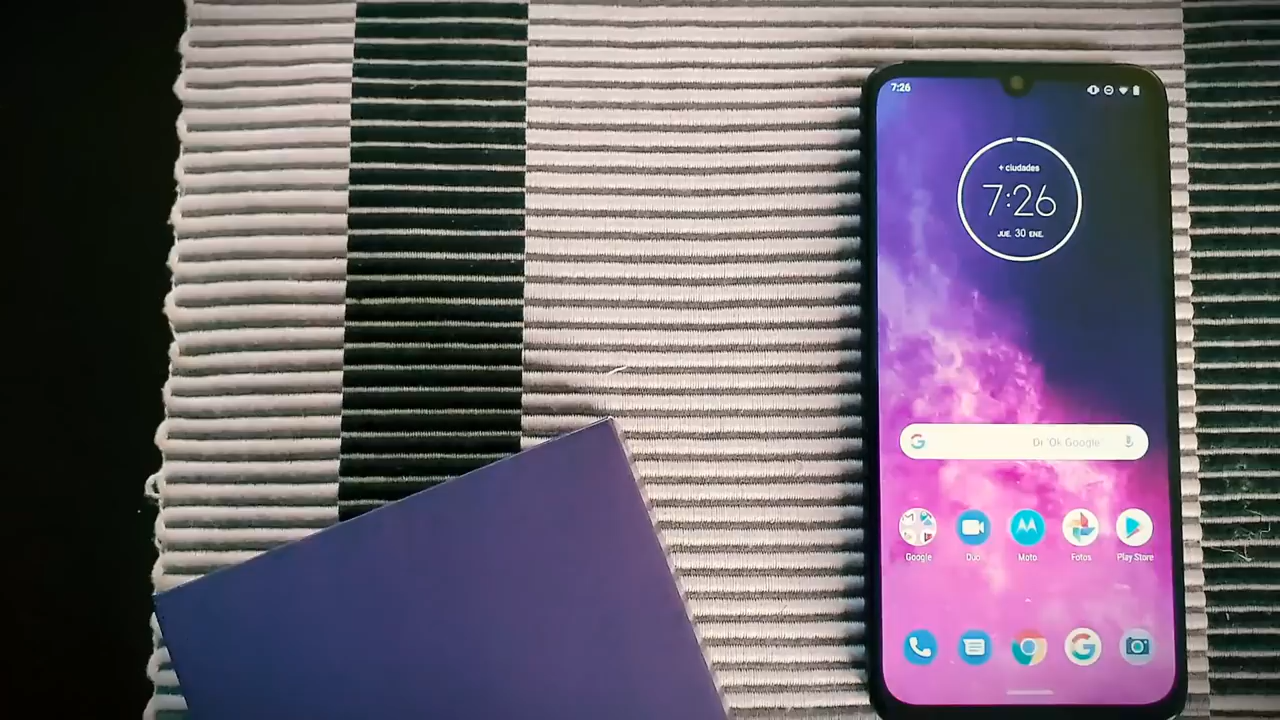 7:26
+ ciudades
7:26
JUE. 30 ENE.
Di "Ok Google"
Google
Duo
Moto
Fotos
Play Store